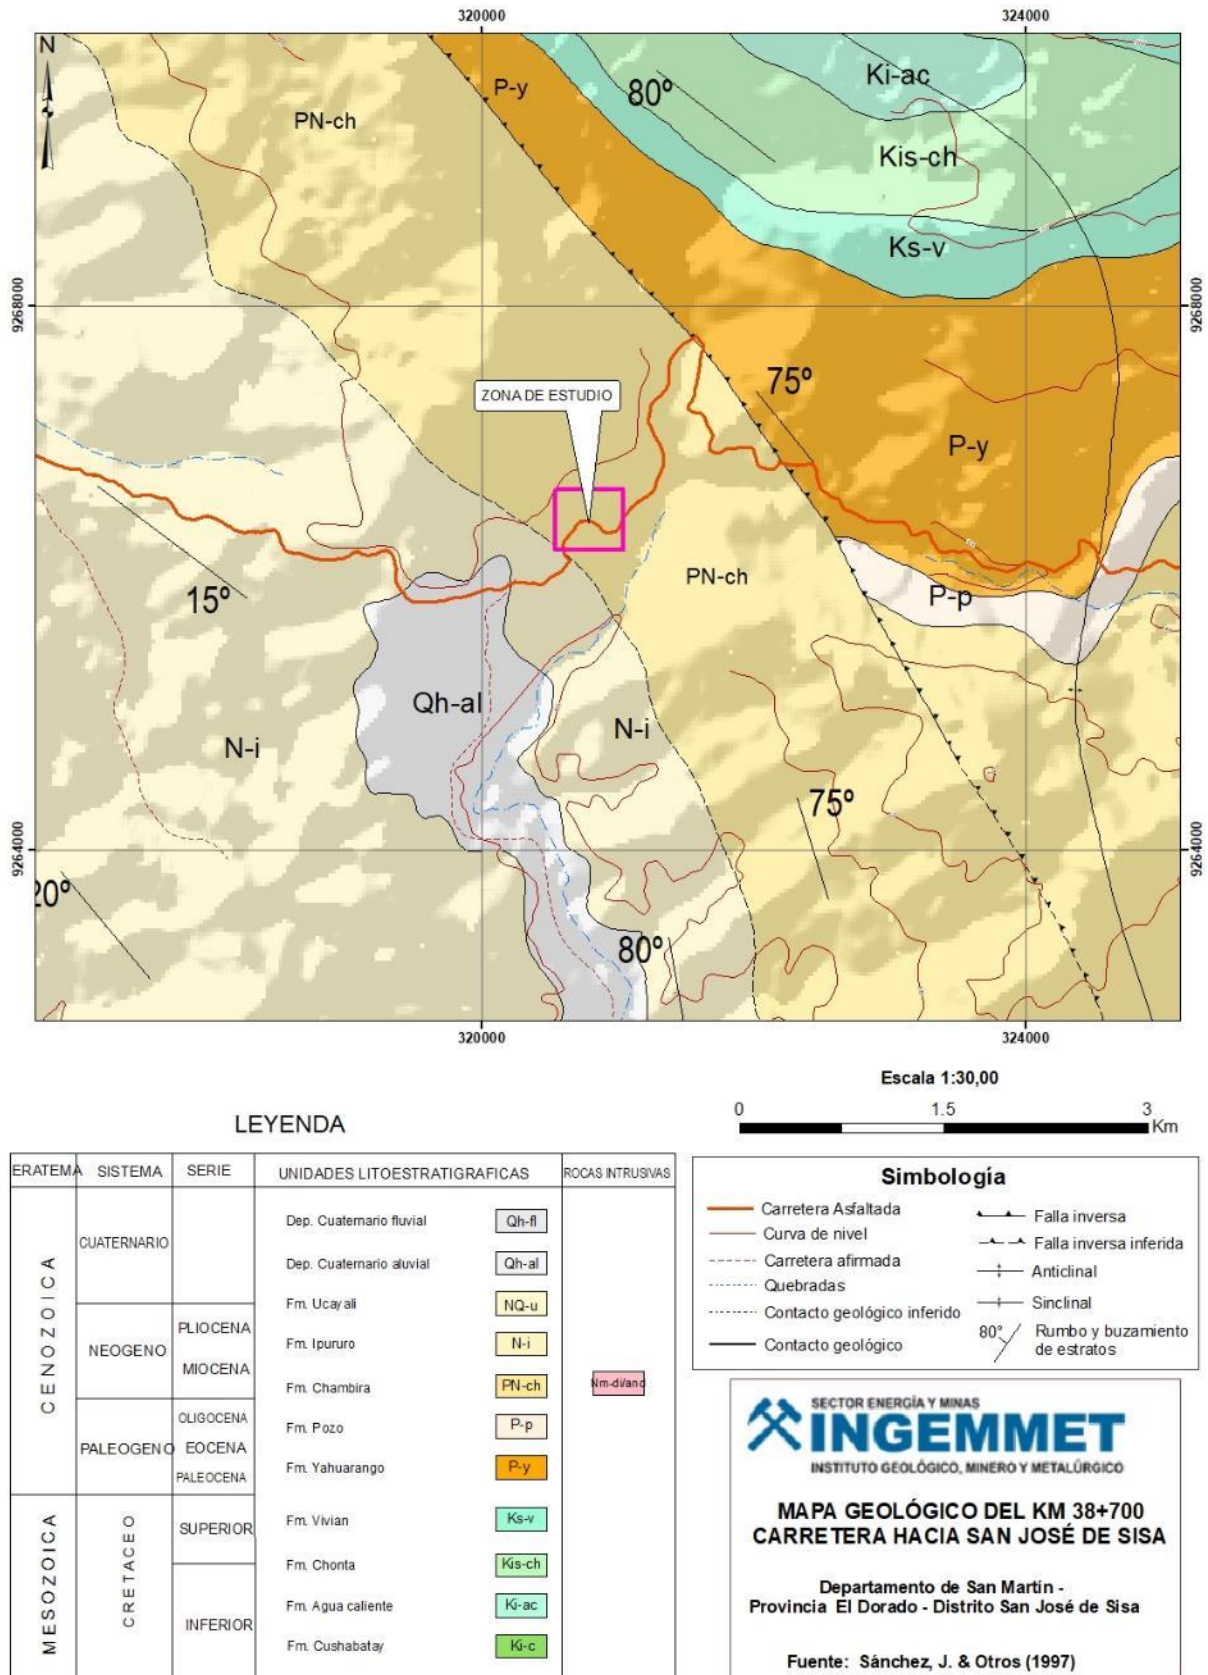 320000
324000
N
P-y
Ki-ac
80º
PN-ch
Kis-ch
Ks-v
9268000
9268000
ZONA DE ESTUDIO
75º
P-y
PN-ch
P-p
15º
Qh-al
N-i
N-i
75º
9264000
9264000
20º
80º
320000
324000
Escala 1:30,00
0 1.5 3
Km
LEYENDA
ERATEMA SISTEMA SERIE UNIDADES LITOESTRATIGRAFICAS ROCAS INTRUSIVAS
CENOZOICA
CUATERNARIO
Dep. Cuaternario fluvial Qh-fl
Dep. Cuaternario aluvial Qh-al
Fm. Ucayali NQ-u
NEOGENO
PLIOCENA
MIOCENA
Fm. Ipururo N-i
Fm. Chambira PN-ch
Nm-di/and
PALEOGENO
OLIGOCENA
EOCENA
PALEOCENA
Fm. Pozo P-p
Fm. Yahuarango P-y
MESOZOICA
CRETACEO
SUPERIOR
Fm. Vivian Ks-v
Fm. Chonta Kis-ch
INFERIOR
Fm. Agua caliente Ki-ac
Fm. Cushabatay Ki-c
Simbología
Carretera Asfaltada
Curva de nivel
Carretera afirmada
Quebradas
Contacto geológico inferido
Contacto geológico
Falla inversa
Falla inversa inferida
Anticlinal
Sinclinal
80° Rumbo y buzamiento
de estratos
SECTOR ENERGÍA Y MINAS
INGEMMET
INSTITUTO GEOLÓGICO, MINERO Y METALÚRGICO
MAPA GEOLÓGICO DEL KM 38+700
CARRETERA HACIA SAN JOSÉ DE SISA
Departamento de San Martín -
Provincia El Dorado - Distrito San José de Sisa
Fuente: Sánchez, J. & Otros (1997)